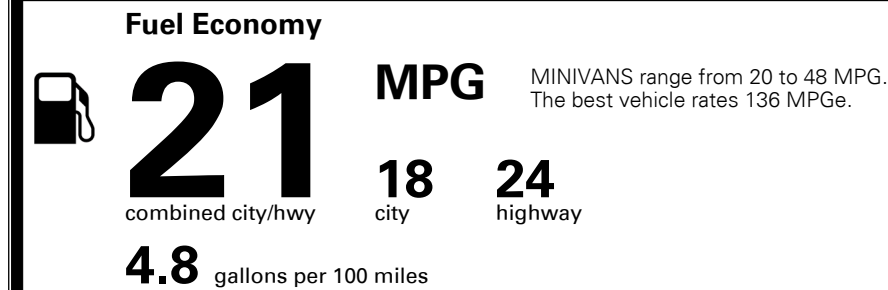 Fuel Economy
21 MPG
MINIVANS range from 20 to 48 MPG.
The best vehicle rates 136 MPGe.
combined city/hwy
18
city
24
highway
4.8 gallons per 100 miles